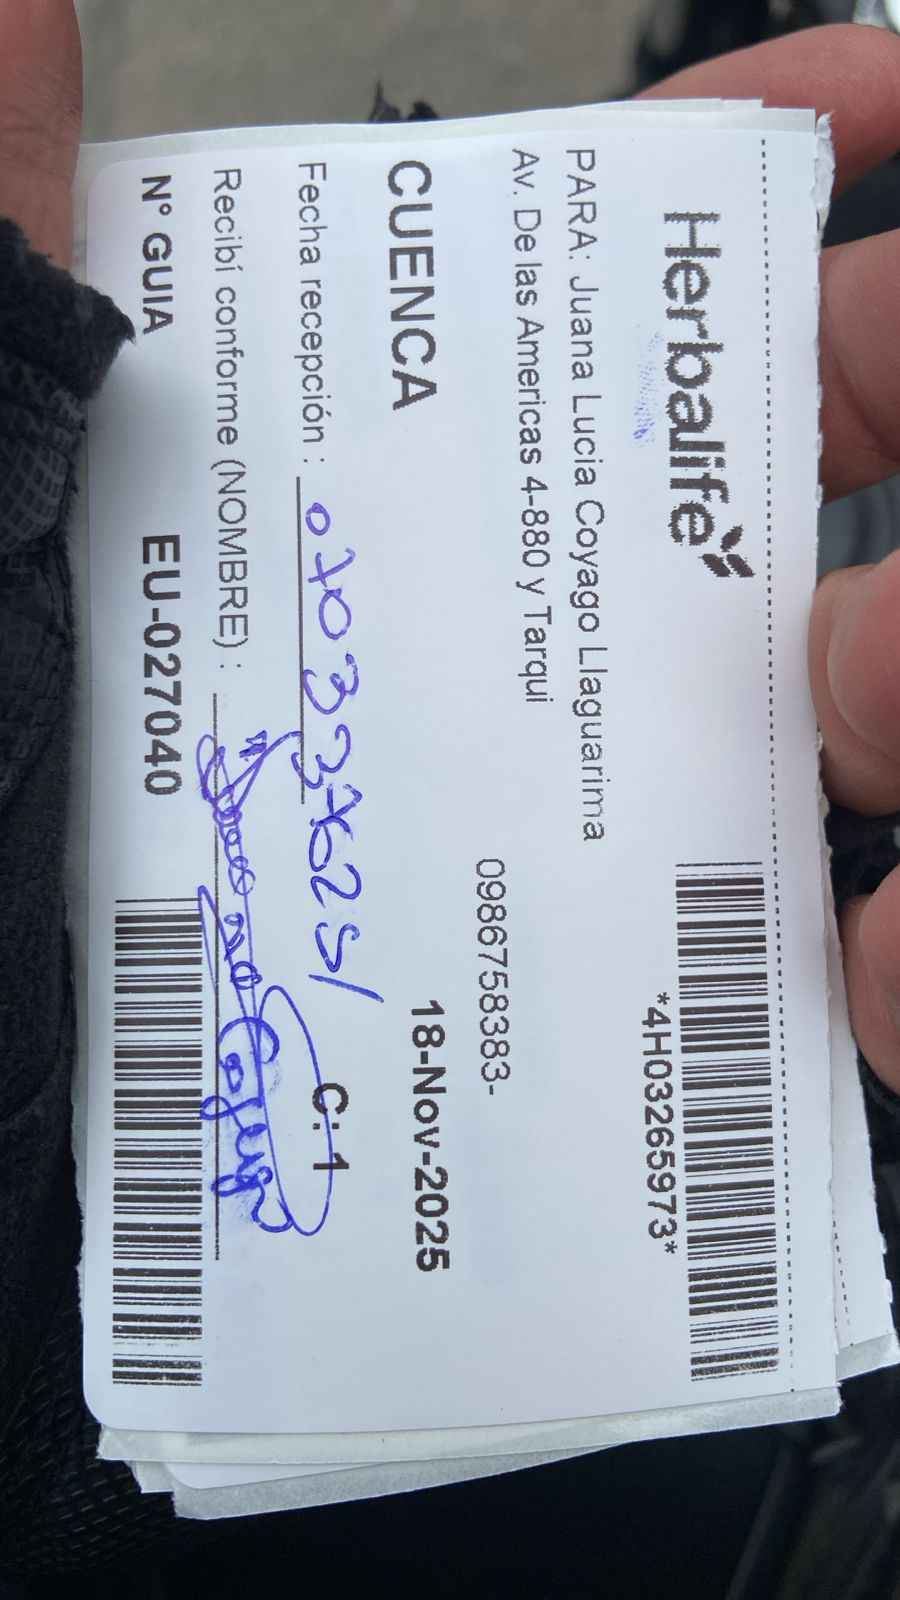 Herbalife
*4H03265973*
PARA: Juana Lucia Coyago Llaguarima
Av. De las Americas 4-880 y Tarqui
0986758383-
CUENCA
18-Nov-2025
Fecha recepción :
C: 1
Recibí conforme (NOMBRE) :
N° GUIA EU-027040